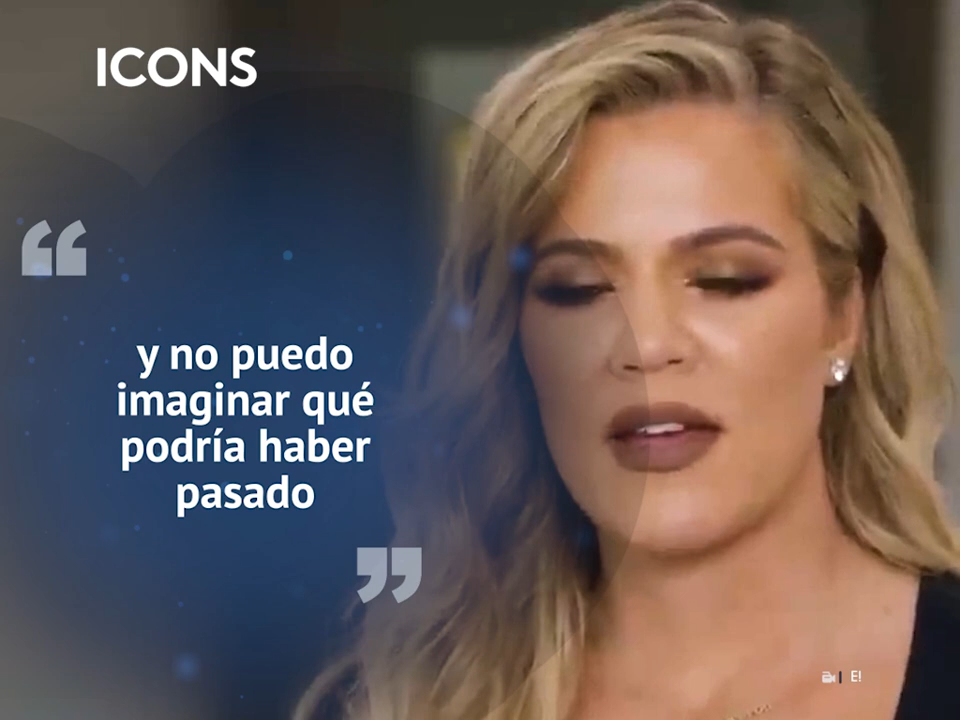 ICONS
“
y no puedo
imaginar qué
podría haber
pasado
”
E!